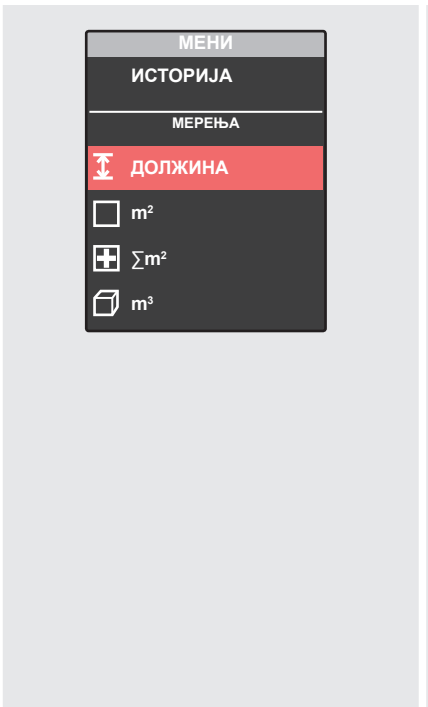 МЕНИ
ИСТОРИЈА
МЕРЕЊА
ДОЛЖИНА
m²
∑m²
m³